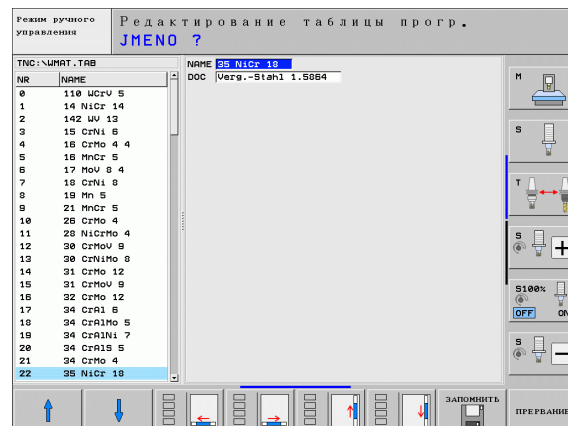 Режим ручного
управления
Редактирование таблицы прогр.
JMENO ?
TNC:\WMAT.TAB
NR NAME
0 110 WCrV 5
1 14 NiCr 14
2 142 WV 13
3 15 CrNi 6
4 16 CrMo 4 4
5 16 MnCr 5
6 17 MoV 8 4
7 18 CrNi 8
8 19 Mn 5
9 21 MnCr 5
10 26 CrMo 4
11 28 NiCrMo 4
12 30 CrMoV 9
13 30 CrNiMo 8
14 31 CrMo 12
15 31 CrMoV 9
16 32 CrMo 12
17 34 CrAl 6
18 34 CrAlMo 5
19 34 CrAlNi 7
20 34 CrAlS 5
21 34 CrMo 4
22 35 NiCr 18
NAME 35 NiCr 18
DOC Verg.-Stahl 1.5864
M
S
T
S
S100%
OFF ON
S
ЗАПОМНИТЬ
ПРЕРВАНИЕ